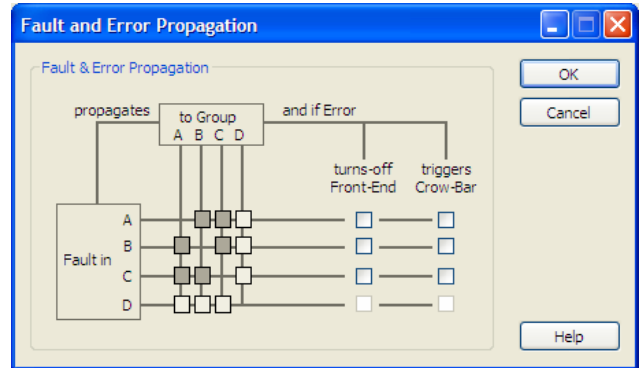 Fault and Error Propagation
Fault & Error Propagation
OK
propagates
to Group
and if Error
Cancel
A B C D
turns-off
Front-End
triggers
Crow-Bar
A
B
Fault in
C
D
Help